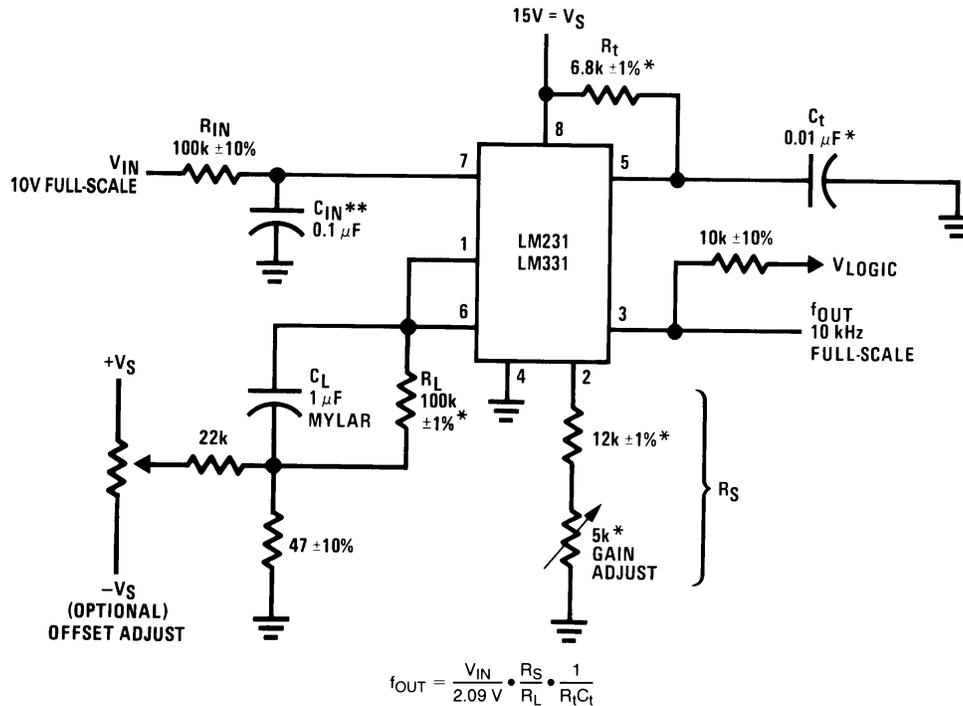 15V = VS
Rt
6.8k ±1% *
8
Ct
0.01 μF *
RIN
100k ±10%
VIN
10V FULL-SCALE
7
5
CIN**
0.1 μF
LM231
LM331
1
10k ±10%
VLOGIC
6
3
fOUT
10 kHz
FULL-SCALE
4
2
+VS
CL
1 μF
MYLAR
RL
100k
±1% *
12k ±1% *
22k
RS
47 ±10%
5k*
GAIN
ADJUST
–VS
(OPTIONAL)
OFFSET ADJUST
fOUT = VIN / 2.09 V • RS / RL • 1 / RtCt